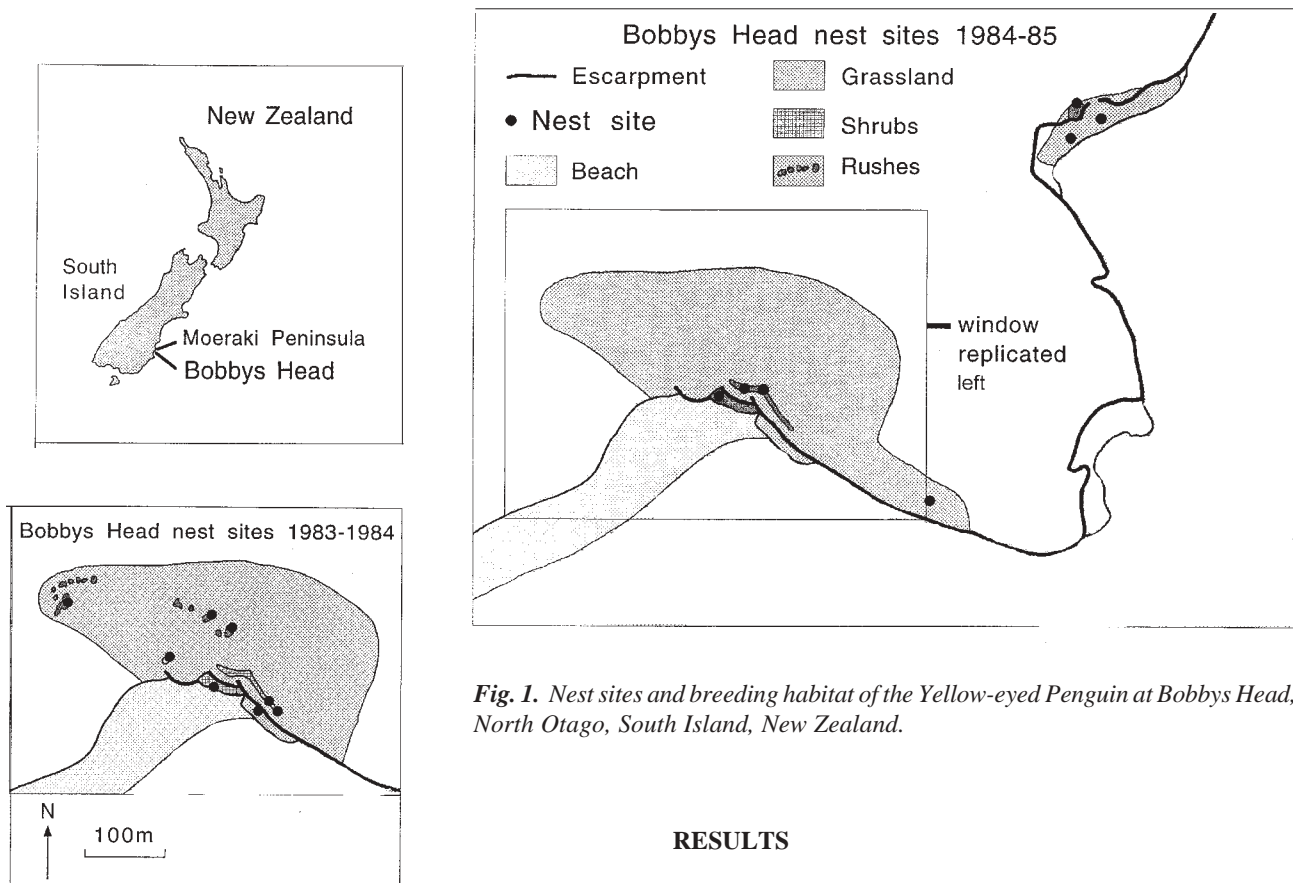 New Zealand
South
Island
Moeraki Peninsula
Bobbys Head
Bobbys Head nest sites 1984-85
Escarpment
Nest site
Beach
Grassland
Shrubs
Rushes
window
replicated
left
Bobbys Head nest sites 1983-1984
N
100m
Fig. 1. Nest sites and breeding habitat of the Yellow-eyed Penguin at Bobbys Head,
North Otago, South Island, New Zealand.
RESULTS